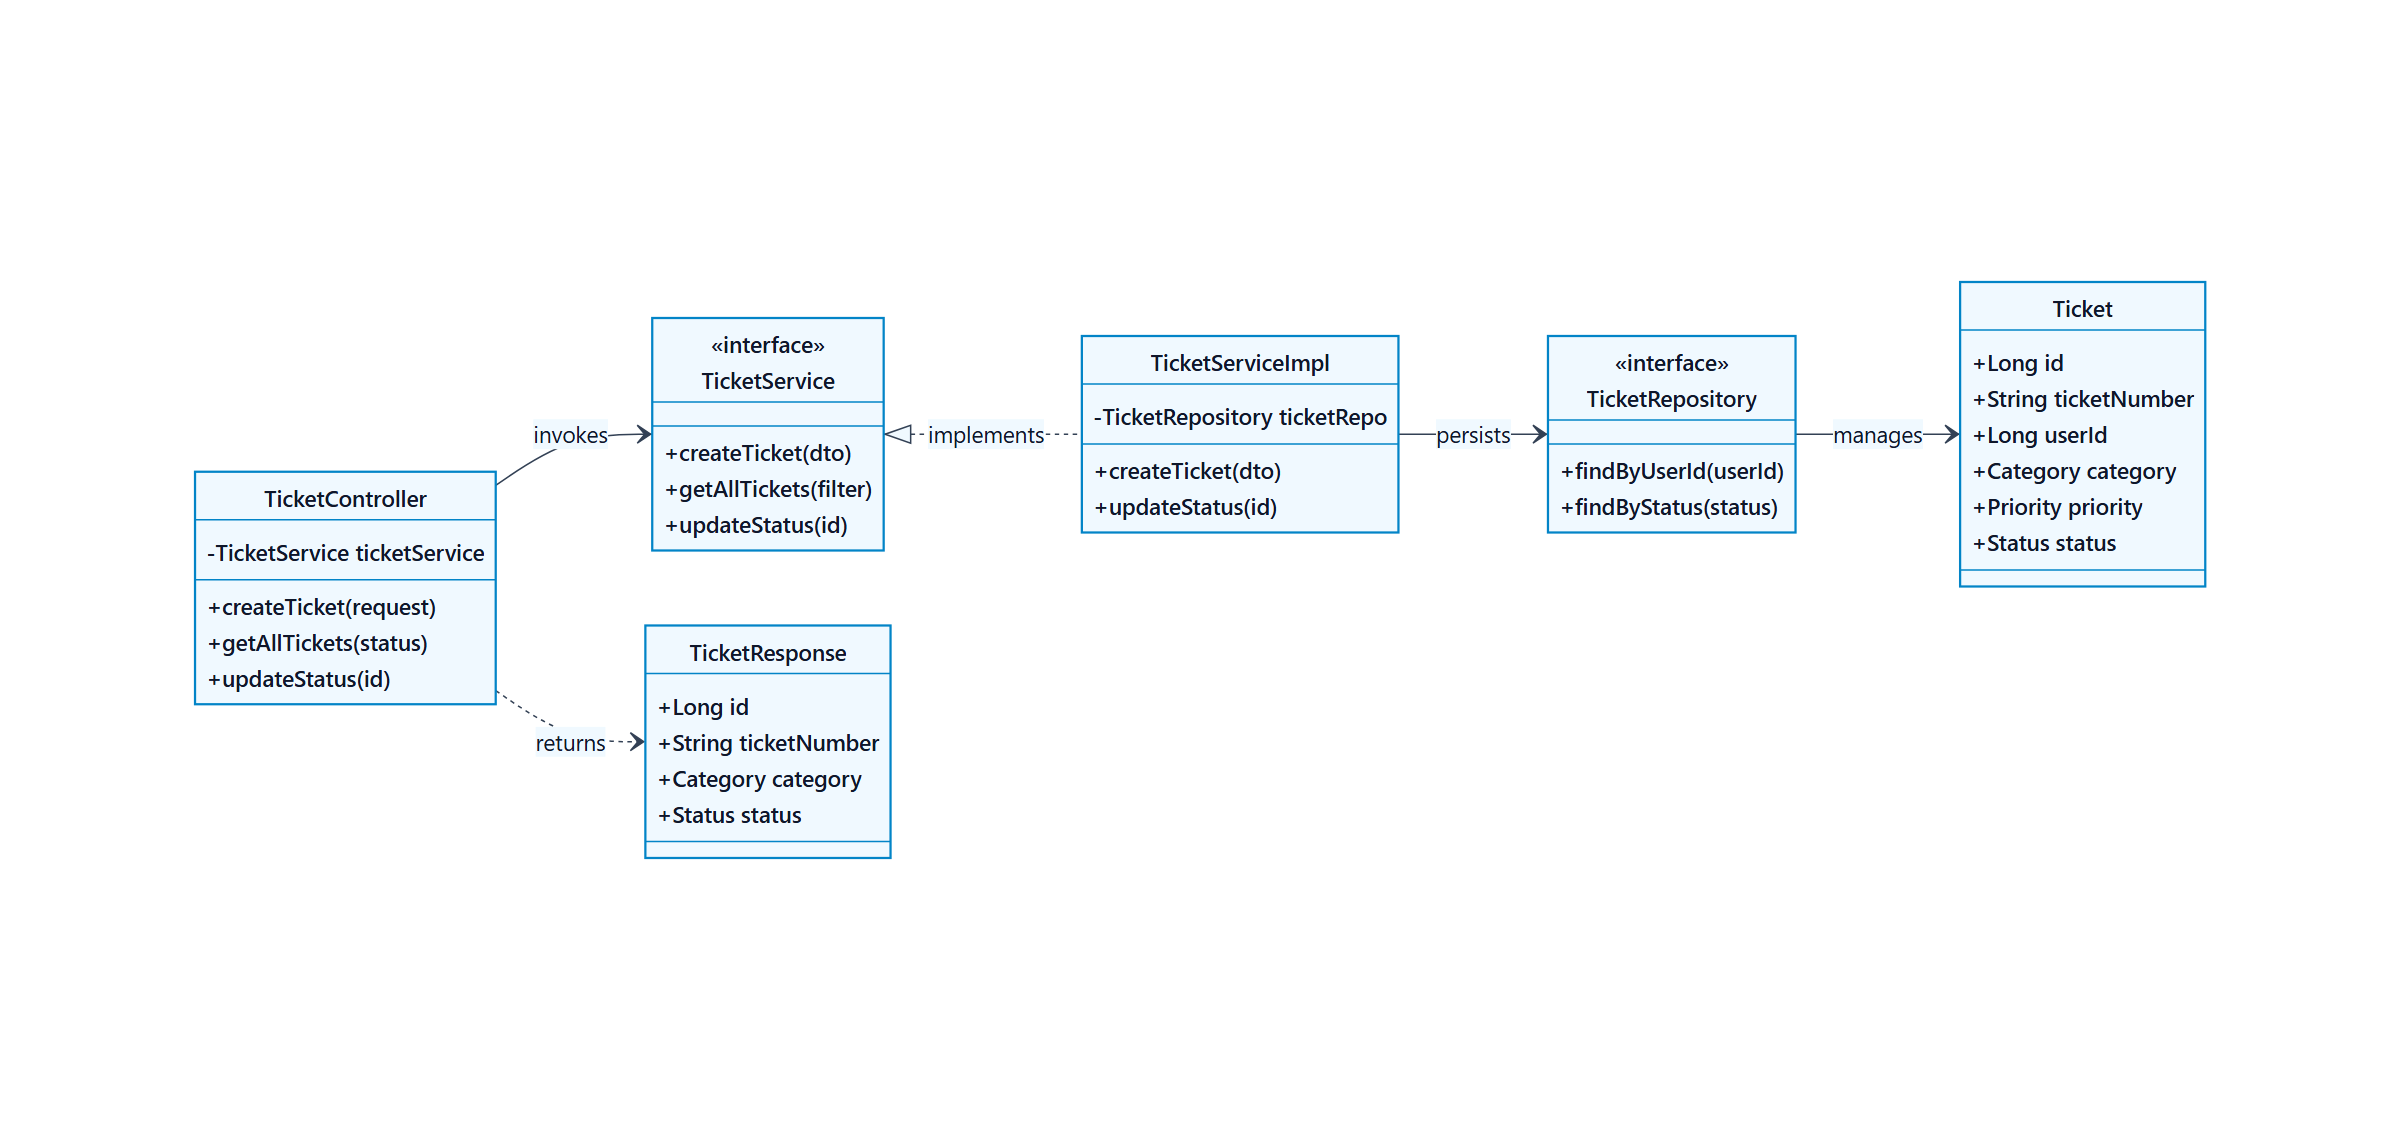 TicketController
-TicketService ticketService
+createTicket(request)
+getAllTickets(status)
+updateStatus(id)
invokes
returns
«interface»
TicketService
+createTicket(dto)
+getAllTickets(filter)
+updateStatus(id)
TicketResponse
+Long id
+String ticketNumber
+Category category
+Status status
implements
TicketServiceImpl
-TicketRepository ticketRepo
+createTicket(dto)
+updateStatus(id)
persists
«interface»
TicketRepository
+findByUserId(userId)
+findByStatus(status)
manages
Ticket
+Long id
+String ticketNumber
+Long userId
+Category category
+Priority priority
+Status status